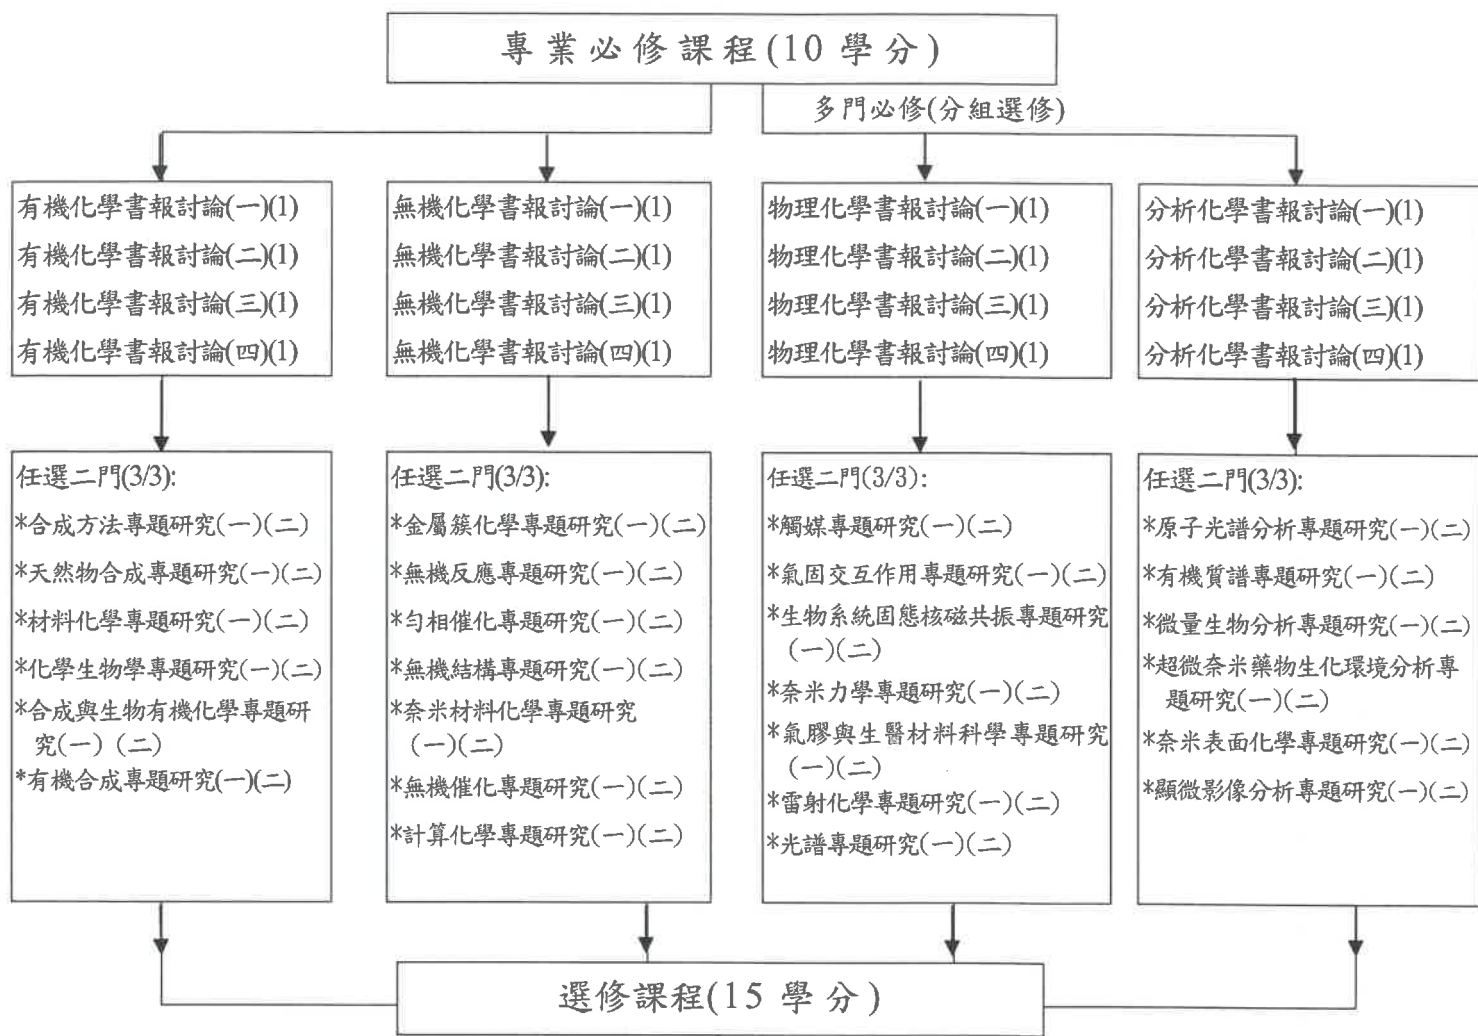 專業必修課程(10 學分)
多門必修(分組選修)
有機化學書報討論(一)(1)
有機化學書報討論(二)(1)
有機化學書報討論(三)(1)
有機化學書報討論(四)(1)
無機化學書報討論(一)(1)
無機化學書報討論(二)(1)
無機化學書報討論(三)(1)
無機化學書報討論(四)(1)
物理化學書報討論(一)(1)
物理化學書報討論(二)(1)
物理化學書報討論(三)(1)
物理化學書報討論(四)(1)
分析化學書報討論(一)(1)
分析化學書報討論(二)(1)
分析化學書報討論(三)(1)
分析化學書報討論(四)(1)
任選二門(3/3):
*合成方法專題研究(一)(二)
*天然物合成專題研究(一)(二)
*材料化學專題研究(一)(二)
*化學生物學專題研究(一)(二)
*合成與生物有機化學專題研
究(一) (二)
*有機合成專題研究(一)(二)
任選二門(3/3):
*金屬簇化學專題研究(一)(二)
*無機反應專題研究(一)(二)
*勻相催化專題研究(一)(二)
*無機結構專題研究(一)(二)
*奈米材料化學專題研究
(一)(二)
*無機催化專題研究(一)(二)
*計算化學專題研究(一)(二)
任選二門(3/3):
*觸媒專題研究(一)(二)
*氣固交互作用專題研究(一)(二)
*生物系統固態核磁共振專題研究
(一)(二)
*奈米力學專題研究(一)(二)
*氣膠與生醫材料科學專題研究
(一)(二)
*雷射化學專題研究(一)(二)
*光譜專題研究(一)(二)
任選二門(3/3):
*原子光譜分析專題研究(一)(二)
*有機質譜專題研究(一)(二)
*微量生物分析專題研究(一)(二)
*超微奈米藥物生化環境分析專
題研究(一)(二)
*奈米表面化學專題研究(一)(二)
*顯微影像分析專題研究(一)(二)
選修課程(15 學分)